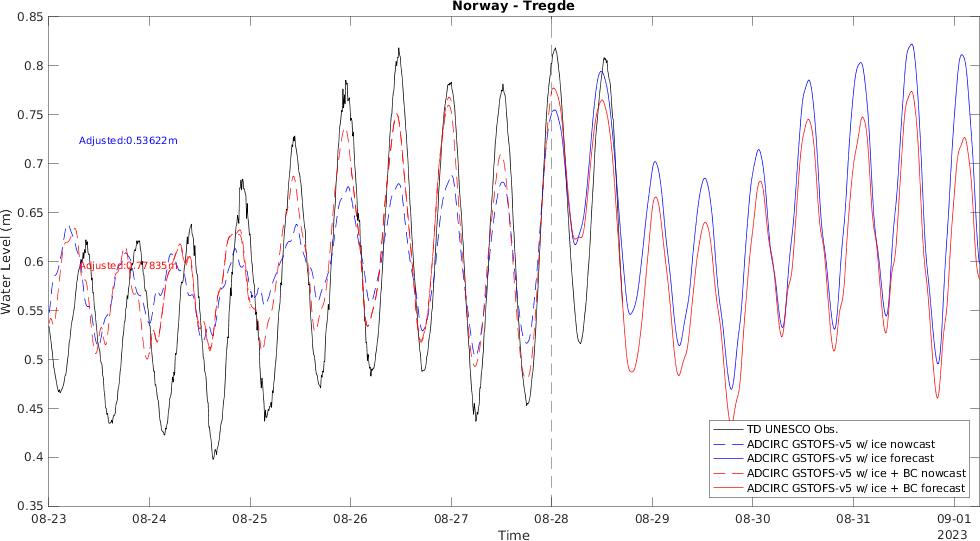 Norway - Tregde
0.85
0.8
0.75
0.7
0.65
0.6
0.55
0.5
0.45
0.4
0.35
Water Level (m)
Adjusted:0.53622m
08-23
08-24
08-25
08-26
08-27
08-28
08-29
08-30
08-31
09-01
2023
Time
TD UNESCO Obs.
ADCIRC GSTOFS-v5 w/ ice nowcast
ADCIRC GSTOFS-v5 w/ ice forecast
ADCIRC GSTOFS-v5 w/ ice + BC nowcast
ADCIRC GSTOFS-v5 w/ ice + BC forecast